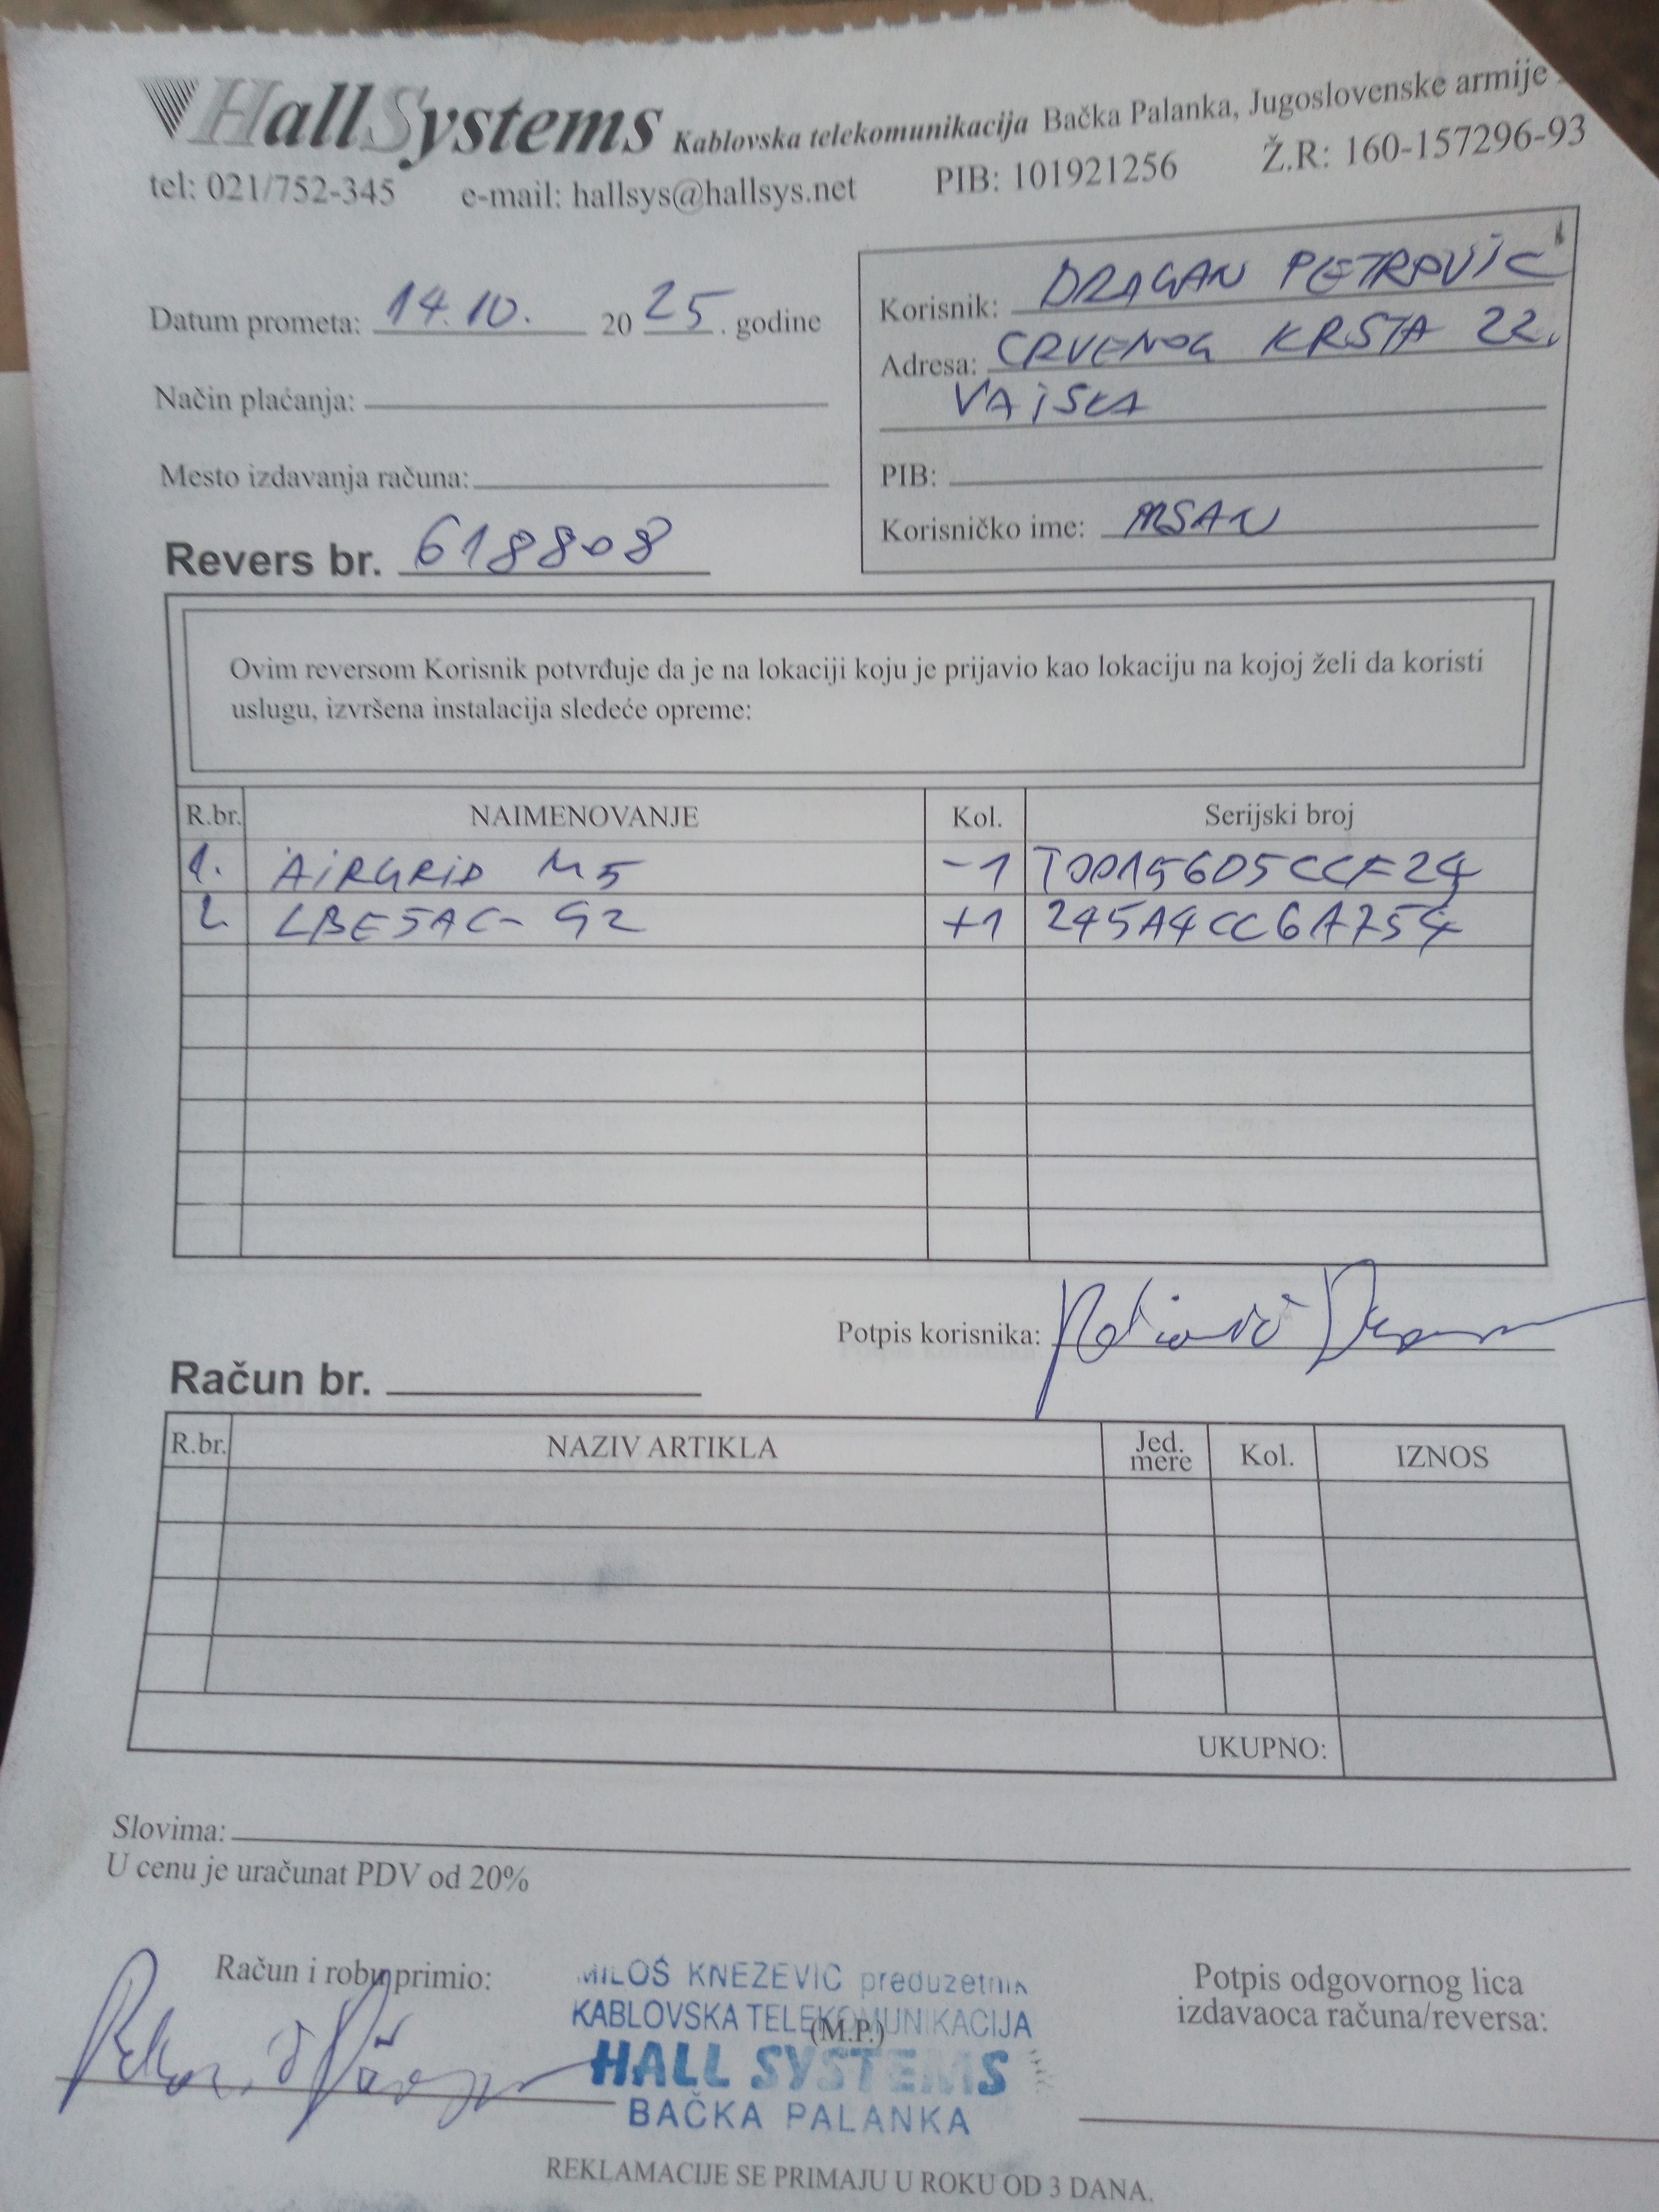 HallSystems Kablovska telekomunikacija Bačka Palanka, Jugoslovenske armije
tel: 021/752-345 e-mail: hallsys@hallsys.net PIB: 101921256 Ž.R: 160-157296-93
Datum prometa: 14.10. 20 25. godine
Način plaćanja:
Mesto izdavanja računa:
Revers br. 618808
Korisnik: DRAGAN PETROVIĆ
Adresa: CRVENOG KRSTA 22.
VAJSKA
PIB:
Korisničko ime: MSAN
Ovim reversom Korisnik potvrđuje da je na lokaciji koju je prijavio kao lokaciju na kojoj želi da koristi
uslugu, izvršena instalacija sledeće opreme:
R.br. NAIMENOVANJE Kol. Serijski broj
1. AIRGRID M5 -1
2. LBE5AC-G2 +1 245A4CC6A754
Potpis korisnika:
Račun br.
R.br. NAZIV ARTIKLA Jed. mere Kol. IZNOS
UKUPNO:
Slovima:
U cenu je uračunat PDV od 20%
Račun i robu primio:
MILOŠ KNEŽEVIĆ preduzetnik
KABLOVSKA TELEKOMUNIKACIJA
(M.P.)
HALL SYSTEMS
BAČKA PALANKA
Potpis odgovornog lica
izdavaoca računa/reversa:
REKLAMACIJE SE PRIMAJU U ROKU OD 3 DANA.